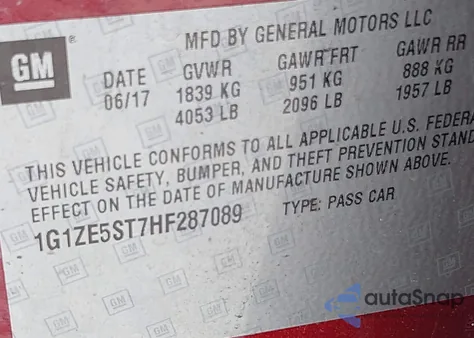 GM
MFD BY GENERAL MOTORS LLC
DATE GVWR GAWR FRT GAWR RR
06/17 1839 KG 951 KG 888 KG
4053 LB 2096 LB 1957 LB
THIS VEHICLE CONFORMS TO ALL APPLICABLE U.S. FEDERA
VEHICLE SAFETY, BUMPER, AND THEFT PREVENTION STAND
EFFECT ON THE DATE OF MANUFACTURE SHOWN ABOVE.
1G1ZE5ST7HF287089 TYPE: PASS CAR
autoSnap